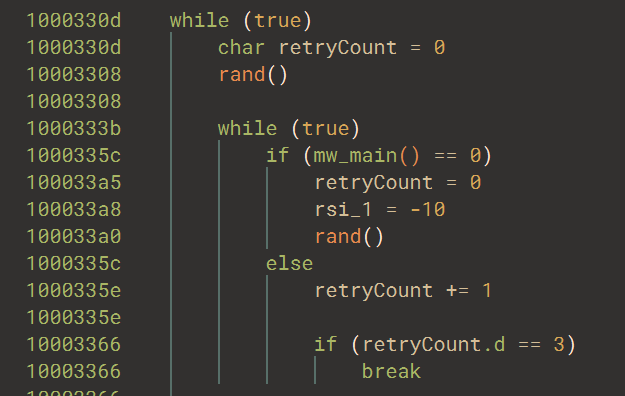 1000330d while (true)
1000330d char retryCount = 0
10003308 rand()
10003308
1000333b while (true)
1000335c if (mw_main() == 0)
100033a5 retryCount = 0
100033a8 rsi_1 = -10
100033a0 rand()
1000335c else
1000335e retryCount += 1
1000335e
10003366 if (retryCount.d == 3)
10003366 break